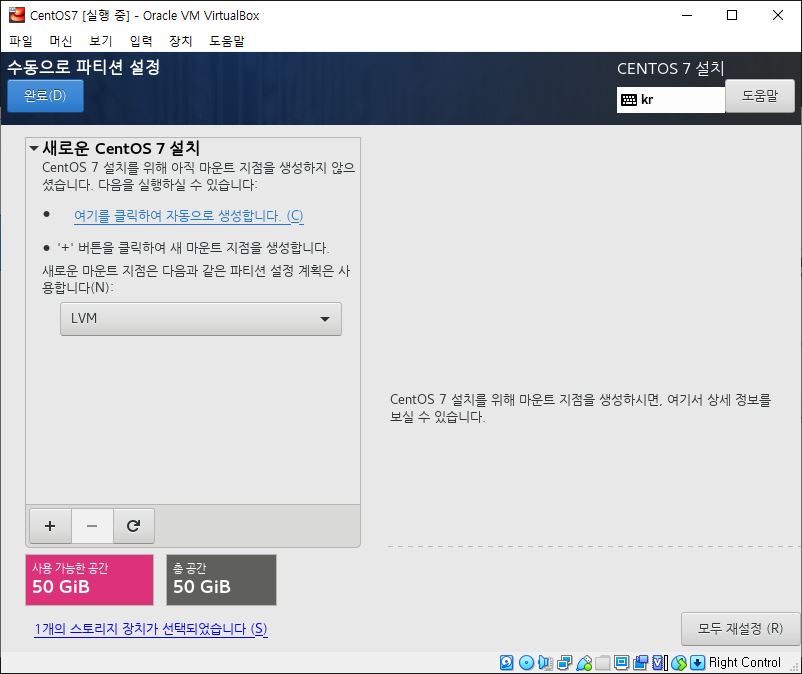 CentOS7 [실행 중] - Oracle VM VirtualBox
파일 머신 보기 입력 장치 도움말
수동으로 파티션 설정
CENTOS 7 설치
완료(D)
kr
도움말
새로운 CentOS 7 설치
CentOS 7 설치를 위해 아직 마운트 지점을 생성하지 않으
셨습니다. 다음을 실행하실 수 있습니다:
• 여기를 클릭하여 자동으로 생성합니다. (C)
• '+' 버튼을 클릭하여 새 마운트 지점을 생성합니다.
새로운 마운트 지점은 다음과 같은 파티션 설정 계획은 사
용합니다(N):
LVM
CentOS 7 설치를 위해 마운트 지점을 생성하시면, 여기서 상세 정보를
보실 수 있습니다.
+ −
사용 가능한 공간
50 GiB
총 공간
50 GiB
1개의 스토리지 장치가 선택되었습니다 (S)
모두 재설정 (R)
Right Control